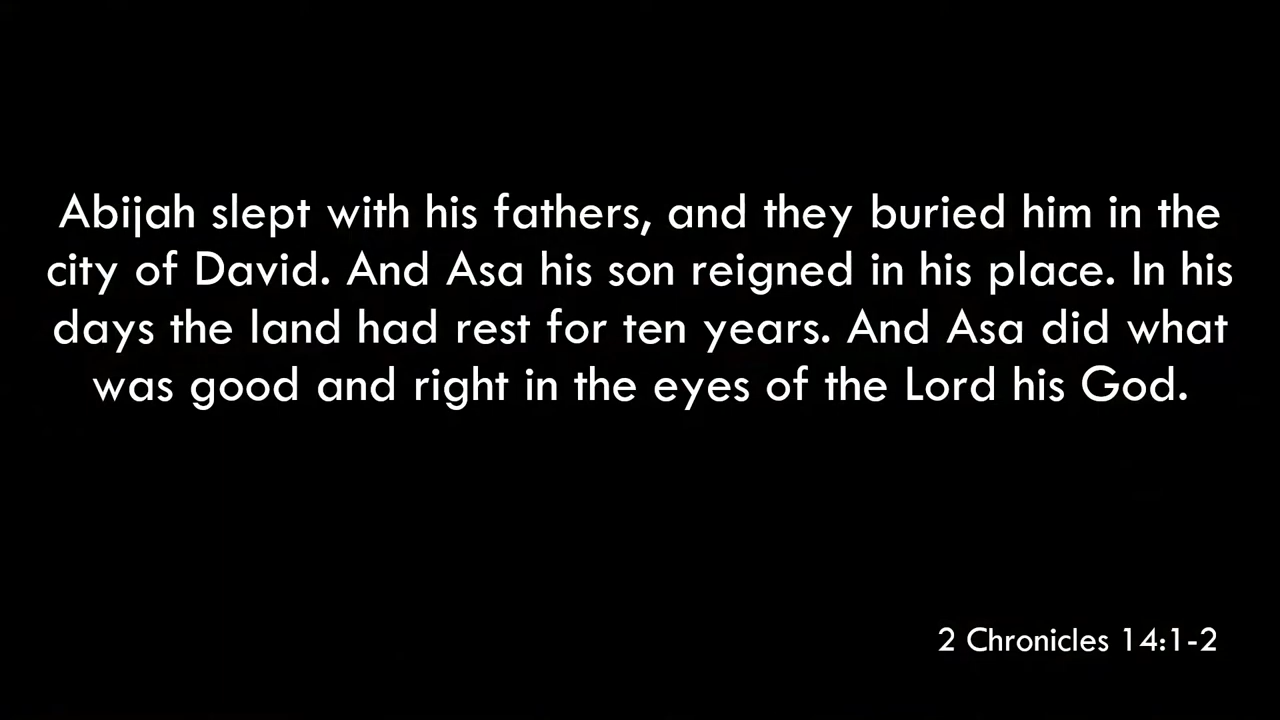 Abijah slept with his fathers, and they buried him in the
city of David. And Asa his son reigned in his place. In his
days the land had rest for ten years. And Asa did what
was good and right in the eyes of the Lord his God.
2 Chronicles 14:1-2